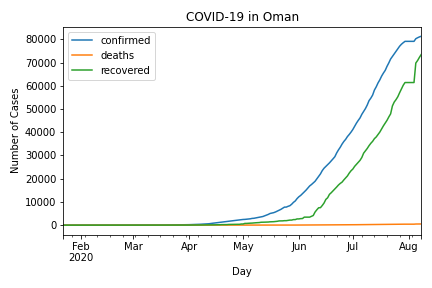 COVID-19 in Oman
confirmed
deaths
recovered
Number of Cases
80000
70000
60000
50000
40000
30000
20000
10000
0
Feb Mar Apr May Jun Jul Aug
2020
Day